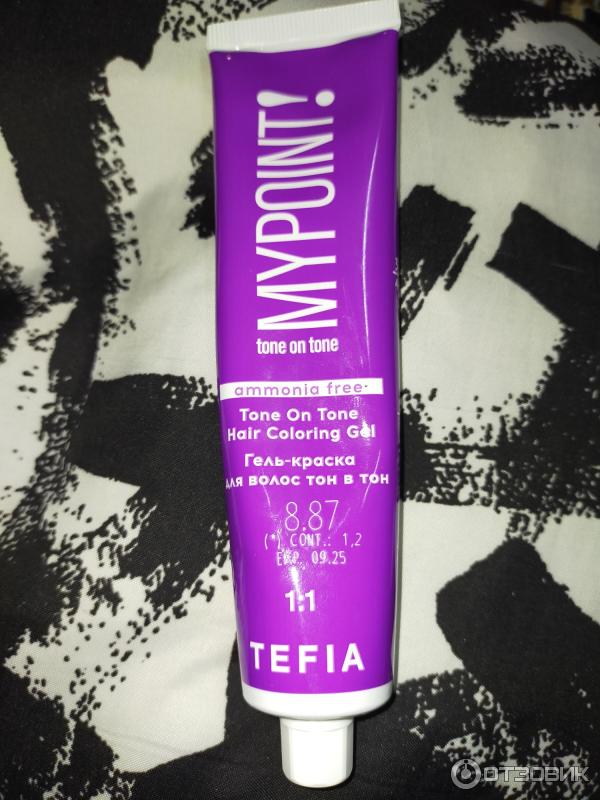 MYPOINT!
tone on tone
ammonia free*
Tone On Tone
Hair Coloring Gel
Гель-краска
для волос тон в тон
8.87
(*) CONT.: 1,2
EXP. 09.25
1:1
TEFIA
ОТЗОВИК